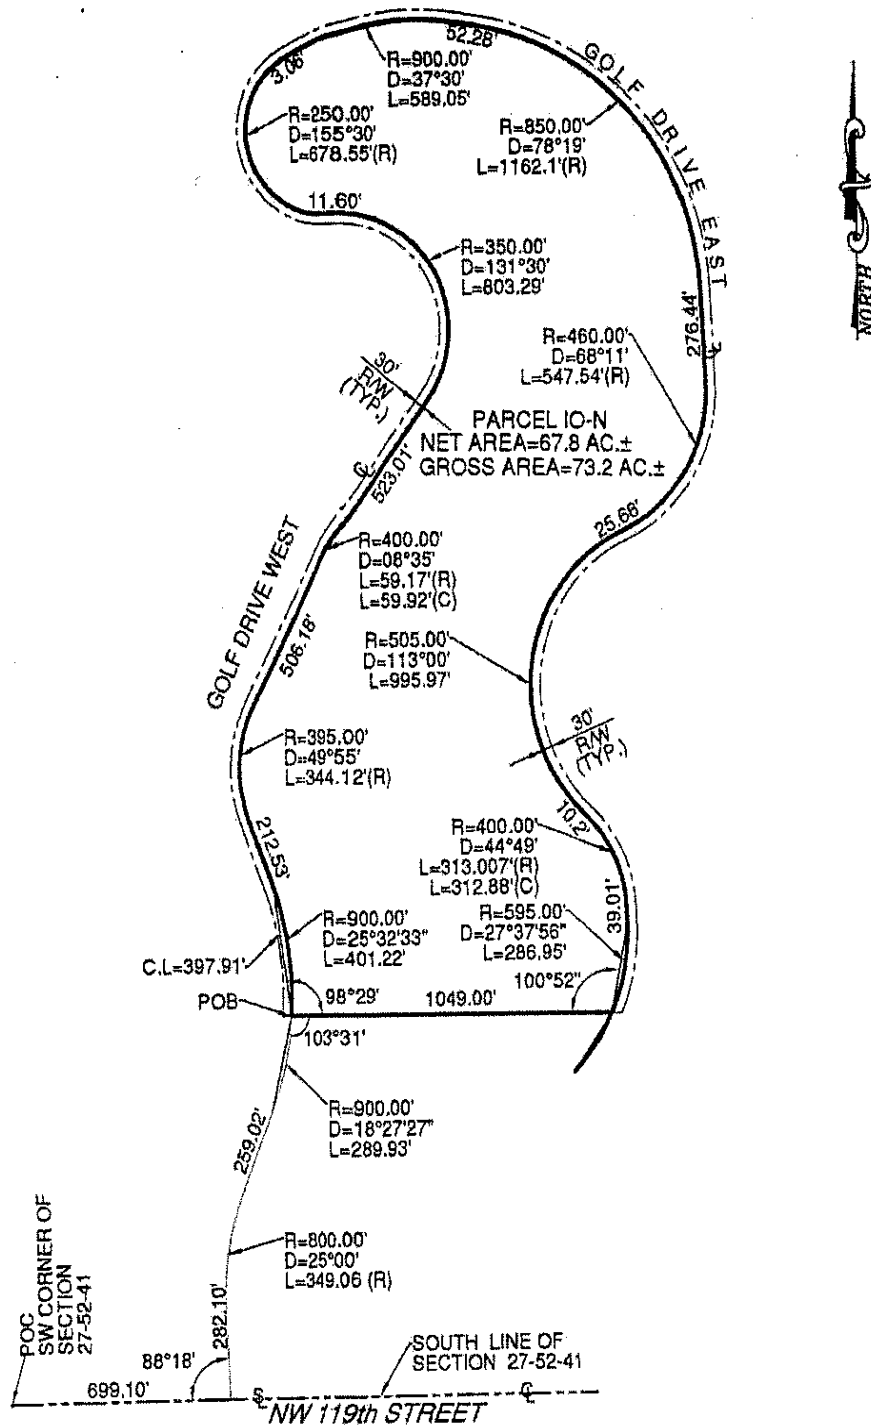 52.28'
3.06'
R=900.00'
D=37°30'
L=589.05'
GOLF DRIVE EAST
R=250.00'
D=155°30'
L=678.55'(R)
R=850.00'
D=78°19'
L=1162.1'(R)
11.60'
R=350.00'
D=131°30'
L=803.29'
276.44'
NORTH
R=460.00'
D=68°11'
L=547.54'(R)
30'
R/W
(TYP.)
PARCEL IO-N
NET AREA=67.8 AC.±
GROSS AREA=73.2 AC.±
523.01'
25.68'
R=400.00'
D=08°35'
L=59.17'(R)
L=59.92'(C)
GOLF DRIVE WEST
506.18'
R=505.00'
D=113°00'
L=995.97'
R=395.00'
D=49°55'
L=344.12'(R)
30'
R/W
(TYP.)
10.2'
212.53'
R=400.00'
D=44°49'
L=313.007'(R)
L=312.88'(C)
39.01'
R=900.00'
D=25°32'33"
L=401.22'
R=595.00'
D=27°37'56"
L=286.95'
C.L=397.91'
100°52"
POB
98°29'
1049.00'
103°31'
R=900.00'
D=18°27'27"
L=289.93'
259.02'
R=800.00'
D=25°00'
L=349.06 (R)
POC
SW CORNER OF
SECTION
27-52-41
282.10'
88°18'
699.10'
SOUTH LINE OF
SECTION 27-52-41
NW 119th STREET